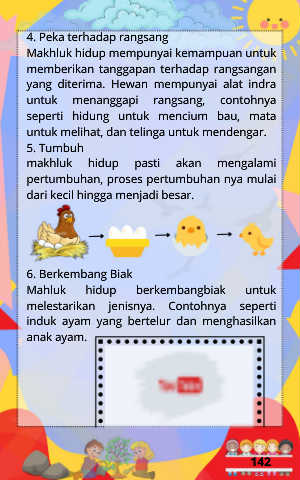 4. Peka terhadap rangsang
Makhluk hidup mempunyai kemampuan untuk
memberikan tanggapan terhadap rangsangan
yang diterima. Hewan mempunyai alat indra
untuk menanggapi rangsang, contohnya
seperti hidung untuk mencium bau, mata
untuk melihat, dan telinga untuk mendengar.
5. Tumbuh
makhluk hidup pasti akan mengalami
pertumbuhan, proses pertumbuhan nya mulai
dari kecil hingga menjadi besar.
6. Berkembang Biak
Mahluk hidup berkembangbiak untuk
melestarikan jenisnya. Contohnya seperti
induk ayam yang bertelur dan menghasilkan
anak ayam.
142